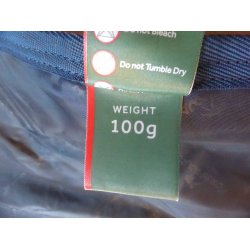 Do Not Bleach
Do Not Tumble Dry
WEIGHT
100g